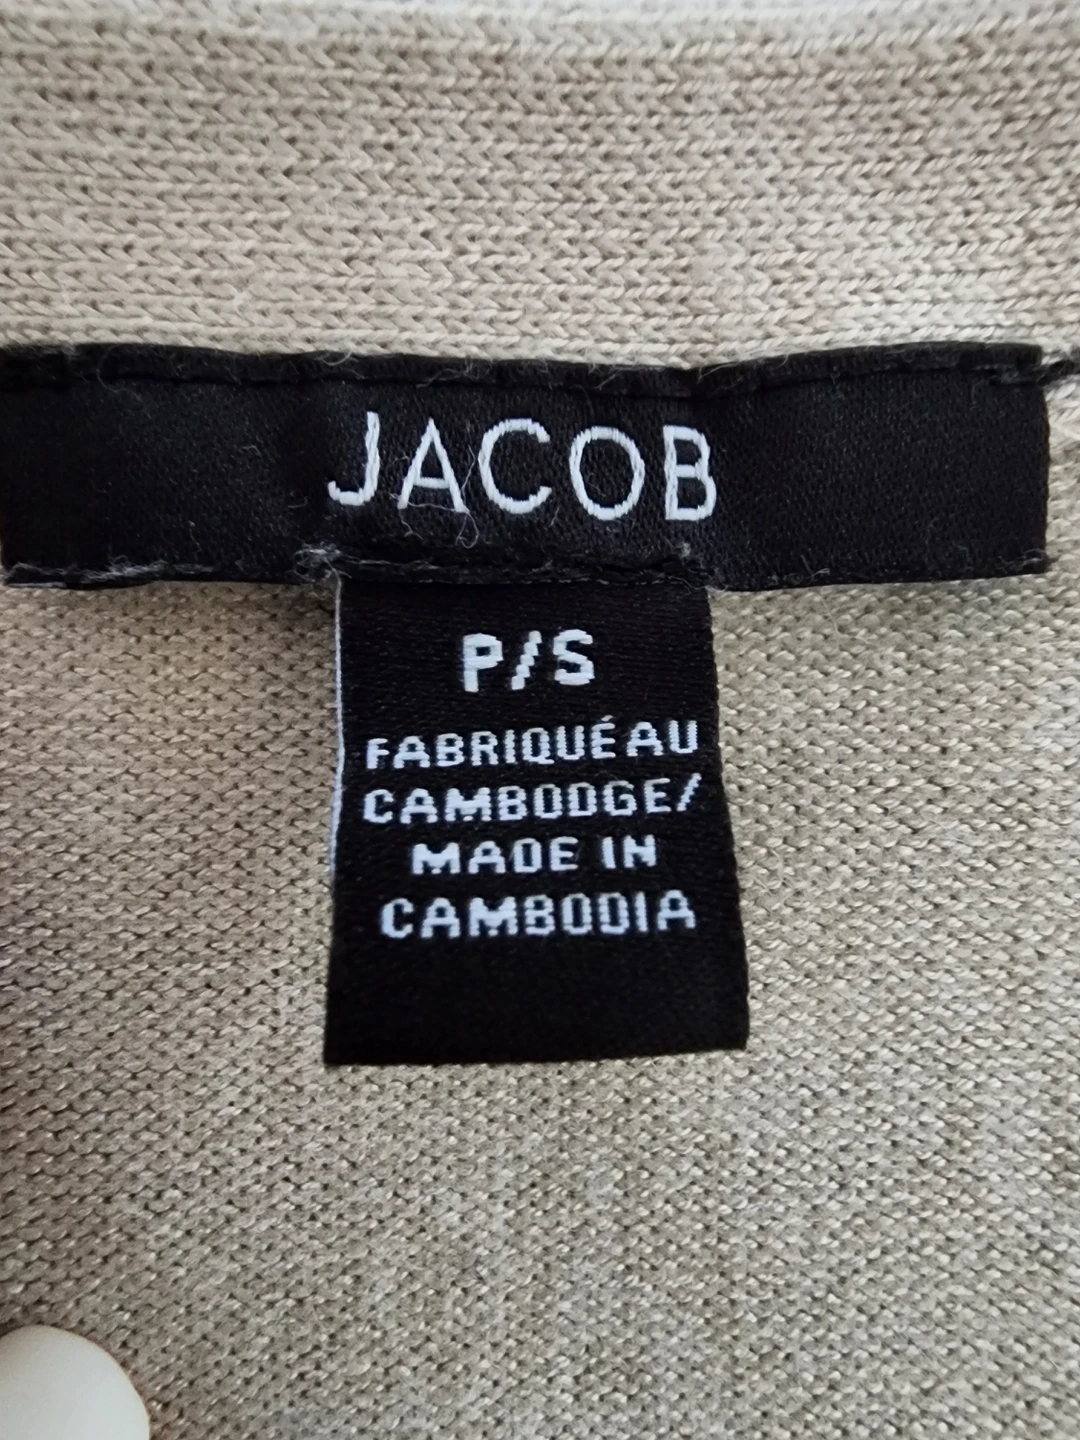 JACOB
P/S
FABRIQUÉ AU
CAMBODGE/
MADE IN
CAMBODIA